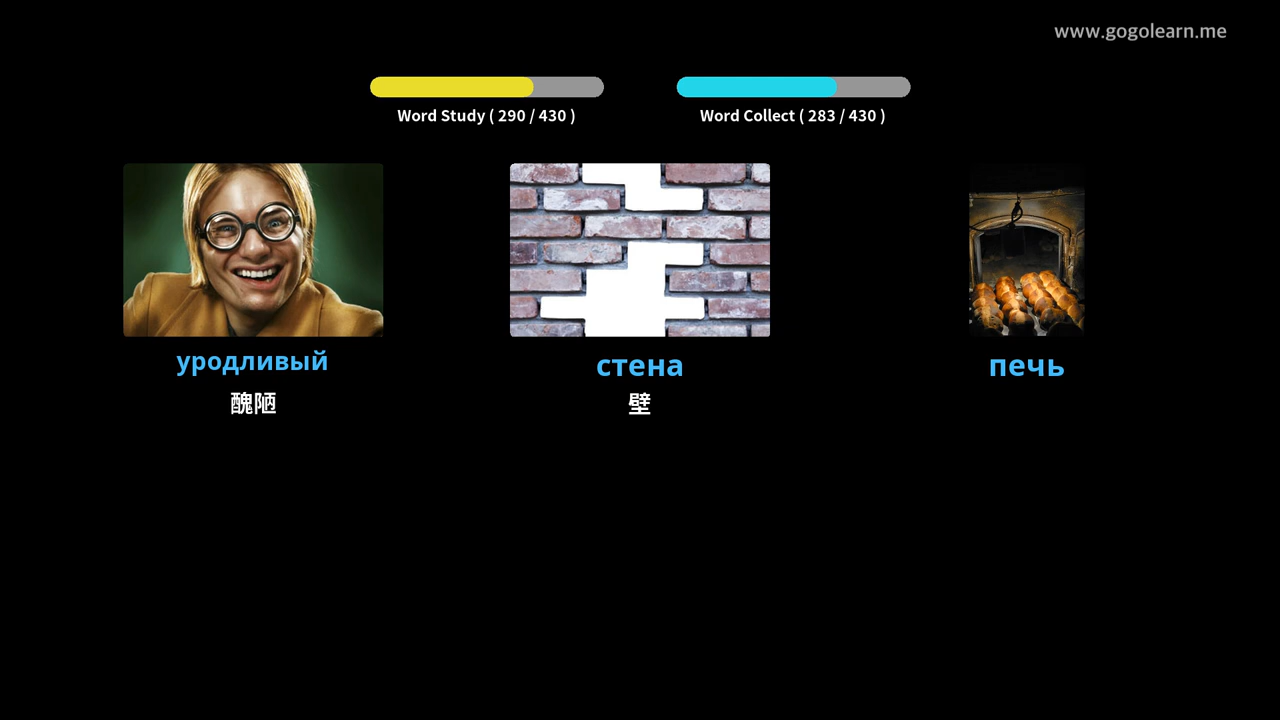 www.gogolearn.me
Word Study ( 290 / 430 )
Word Collect ( 283 / 430 )
уродливый
стена
печь
醜陋
壁